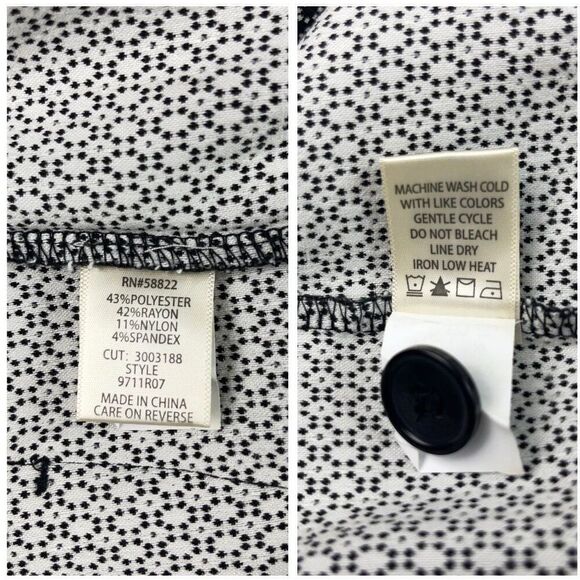 RN#58822
43%POLYESTER
42%RAYON
11%NYLON
4%SPANDEX
CUT: 3003188
STYLE
9711R07
MADE IN CHINA
CARE ON REVERSE
MACHINE WASH COLD
WITH LIKE COLORS
GENTLE CYCLE
DO NOT BLEACH
LINE DRY
IRON LOW HEAT